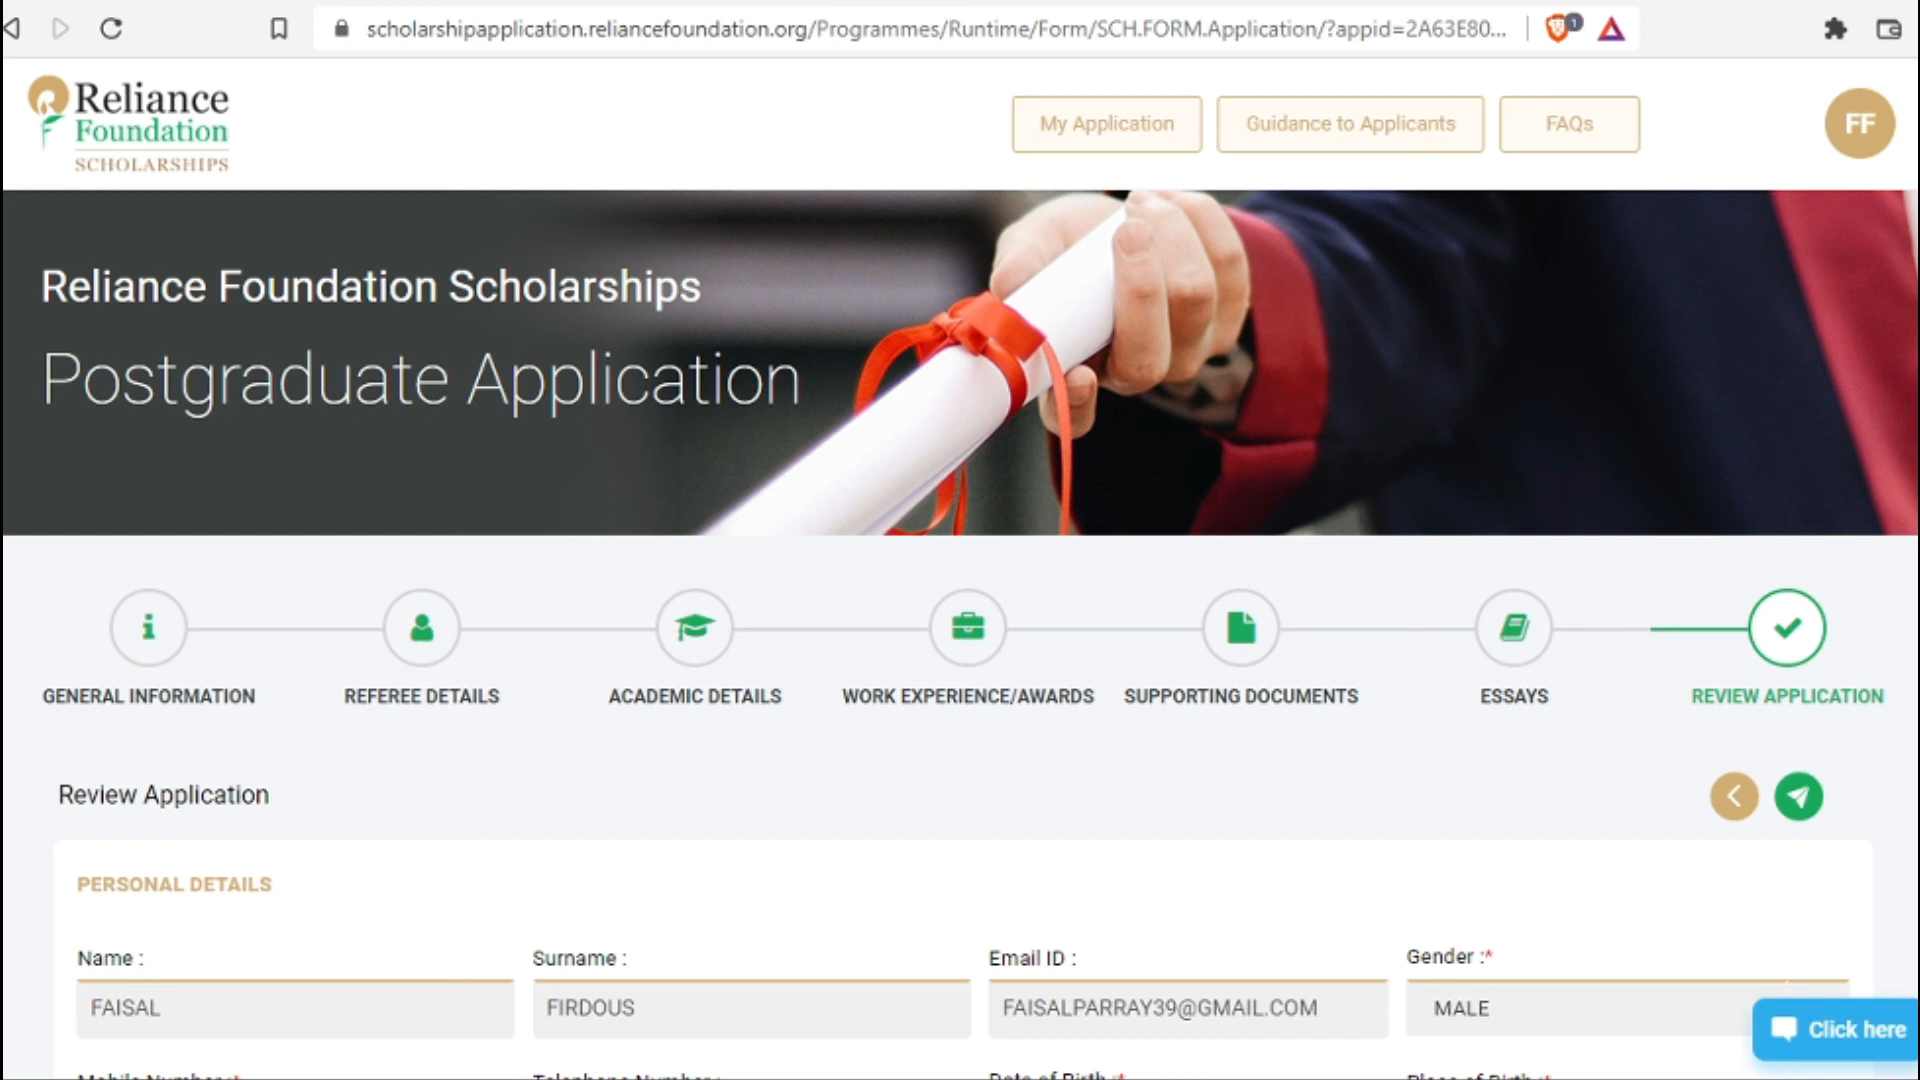 scholarshipapplication.reliancefoundation.org/Programmes/Runtime/Form/SCH.FORM.Application/?appid=2A63E80...
1
Reliance
Foundation
SCHOLARSHIPS
My Application
Guidance to Applicants
FAQs
FF
Reliance Foundation Scholarships
Postgraduate Application
GENERAL INFORMATION
REFEREE DETAILS
ACADEMIC DETAILS
WORK EXPERIENCE/AWARDS
SUPPORTING DOCUMENTS
ESSAYS
REVIEW APPLICATION
Review Application
PERSONAL DETAILS
Name :
Surname :
Email ID :
Gender :*
FAISAL
FIRDOUS
FAISALPARRAY39@GMAIL.COM
MALE
Click here